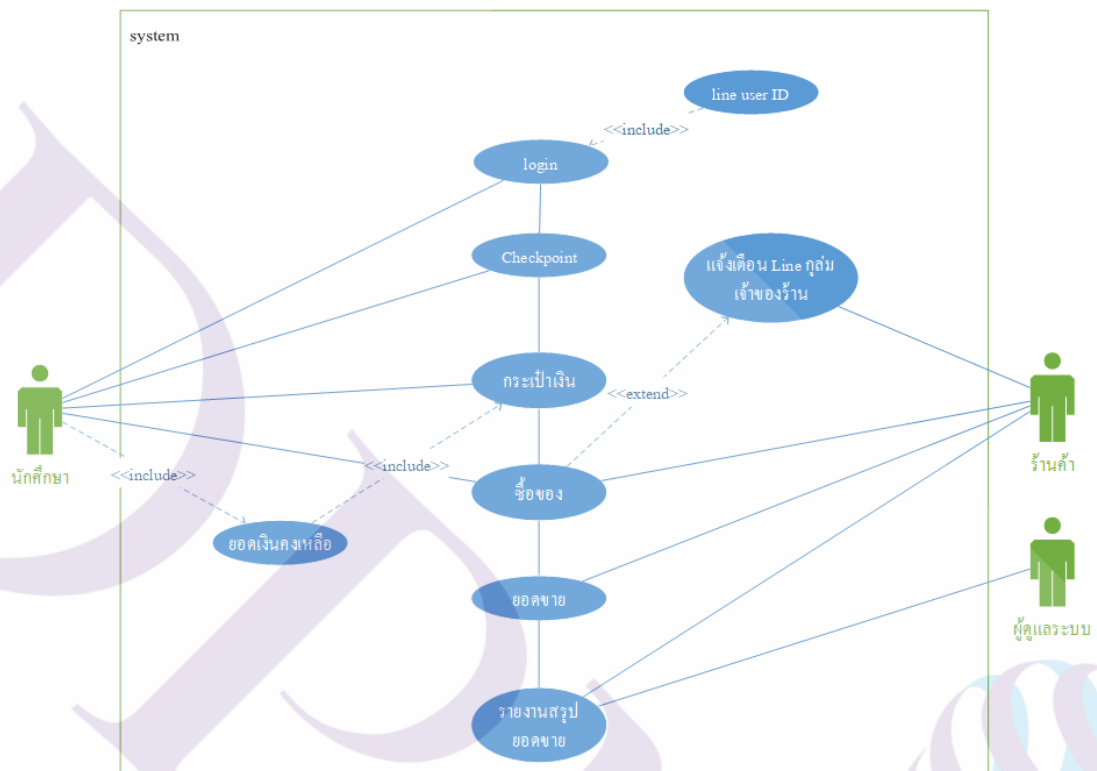 system
line user ID
<<include>>
login
Checkpoint
แจ้งเตือน Line กลุ่ม
เจ้าของร้าน
กระเป๋าเงิน
<<extend>>
นักศึกษา
<<include>>
<<include>>
ซื้อของ
ร้านค้า
ยอดเงินคงเหลือ
ยอดขาย
ผู้ดูแลระบบ
รายงานสรุป
ยอดขาย